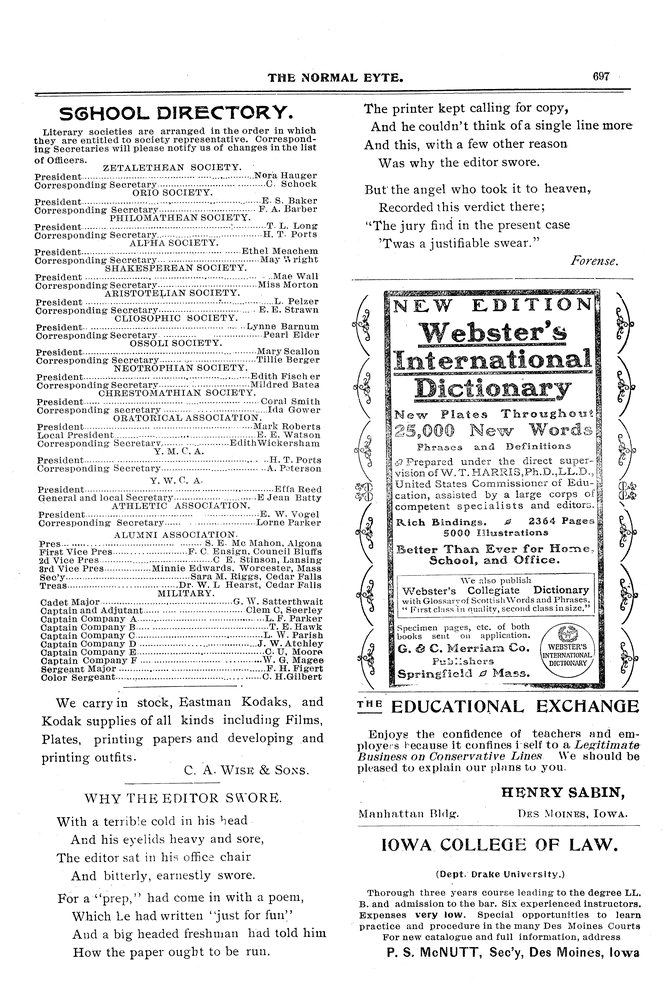 THE NORMAL EYTE.
697
SCHOOL DIRECTORY.
Literary societies are arranged in the order in which
they are entitled to society representative. Correspond-
ing Secretaries will please notify us of changes in the list
of Officers.
ZETALETHEAN SOCIETY.
President Nora Hauger
Corresponding Secretary C. Schock
ORIO SOCIETY.
President E. S. Baker
Corresponding Secretary F. A. Barber
PHILOMATHEAN SOCIETY.
President T. L. Long
Corresponding Secretary H. T. Ports
ALPHA SOCIETY.
President Ethel Meachem
Corresponding Secretary May Wright
SHAKESPEREAN SOCIETY.
President Mae Wall
Corresponding Secretary Miss Morton
ARISTOTELIAN SOCIETY.
President L. Pelzer
Corresponding Secretary E. E. Strawn
CLIOSOPHIC SOCIETY.
President Lynne Barnum
Corresponding Secretary Pearl Elder
OSSOLI SOCIETY.
President Mary Scallon
Corresponding Secretary Tillie Berger
NEOTROPHIAN SOCIETY.
President Edith Fischer
Corresponding Secretary Mildred Bates
CHRESTOMATHIAN SOCIETY.
President Coral Smith
Corresponding secretary Ida Gower
ORATORICAL ASSOCIATION.
President Mark Roberts
Local President E. E. Watson
Corresponding Secretary Edith Wickersham
Y. M. C. A.
President H. T. Ports
Corresponding Secretary A. Peterson
Y. W. C. A.
President Effa Reed
General and local Secretary E Jean Batty
ATHLETIC ASSOCIATION.
President E. W. Vogel
Corresponding Secretary Lorne Parker
ALUMNI ASSOCIATION.
Pres S. E. Mc Mahon, Algona
First Vice Pres F. C. Ensign, Council Bluffs
2d Vice Pres C E. Stinson, Lansing
3rd Vice Pres Minnie Edwards, Worcester, Mass
Sec'y Sara M. Riggs, Cedar Falls
Treas Dr. W. L Hearst, Cedar Falls
MILITARY.
Cadet Major G. W. Satterthwait
Captain and Adjutant Clem C, Seerley
Captain Company A L. F. Parker
Captain Company B T. E. Hawk
Captain Company C L. W. Parish
Captain Company D J. W. Atchley
Captain Company E C. U, Moore
Captain Company F W. G. Magee
Sergeant Major F. H. Figert
Color Sergeant C. H. Gilbert
We carry in stock, Eastman Kodaks, and
Kodak supplies of all kinds including Films,
Plates, printing papers and developing and
printing outfits.
C. A. WISE & SONS.
WHY THE EDITOR SWORE.
With a terrible cold in his head
And his eyelids heavy and sore,
The editor sat in his office chair
And bitterly, earnestly swore.
For a "prep," had come in with a poem,
Which he had written "just for fun"
And a big headed freshman had told him
How the paper ought to be run.
The printer kept calling for copy,
And he couldn't think of a single line more
And this, with a few other reason
Was why the editor swore.
But the angel who took it to heaven,
Recorded this verdict there;
"The jury find in the present case
'Twas a justifiable swear."
Forense.
NEW EDITION
Webster's
International
Dictionary
New Plates Throughout
25,000 New Words
Phrases and Definitions
Prepared under the direct super-
vision of W. T. HARRIS, Ph.D., LL.D.,
United States Commissioner of Edu-
cation, assisted by a large corps of
competent specialists and editors.
Rich Bindings. 2364 Pages
5000 Illustrations
Better Than Ever for Home,
School, and Office.
We also publish
Webster's Collegiate Dictionary
with Glossary of Scottish Words and Phrases.
"First class in quality, second class in size."
Specimen pages, etc. of both
books sent on application.
G. & C. Merriam Co.
Publishers
Springfield Mass.
WEBSTER'S
INTERNATIONAL
DICTIONARY
THE EDUCATIONAL EXCHANGE
Enjoys the confidence of teachers and em-
ployers because it confines itself to a Legitimate
Business on Conservative Lines We should be
pleased to explain our plans to you.
HENRY SABIN,
Manhattan Bldg. DES MOINES, IOWA.
IOWA COLLEGE OF LAW.
(Dept. Drake University.)
Thorough three years course leading to the degree LL.
B. and admission to the bar. Six experienced instructors.
Expenses very low. Special opportunities to learn
practice and procedure in the many Des Moines Courts
For new catalogue and full information, address
P. S. McNUTT, Sec'y, Des Moines, Iowa